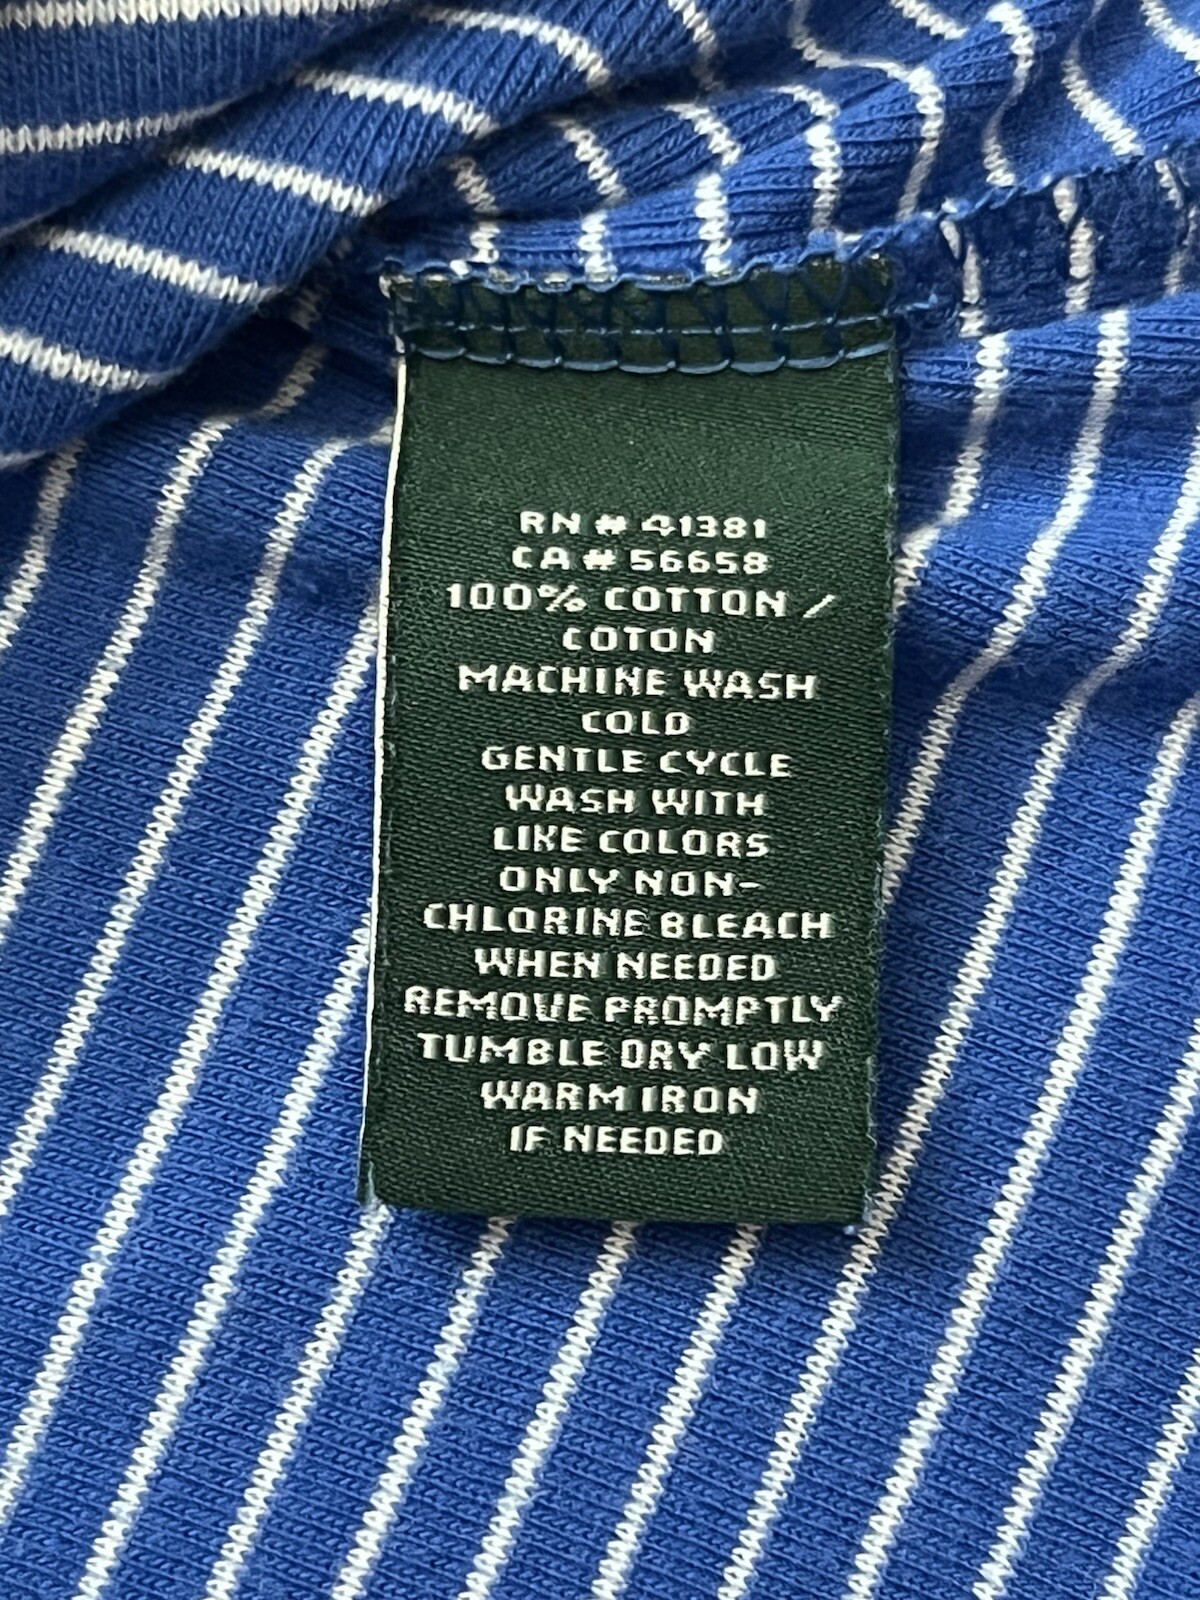 RN # 41381
CA # 56658
100% COTTON /
COTON
MACHINE WASH
COLD
GENTLE CYCLE
WASH WITH
LIKE COLORS
ONLY NON-
CHLORINE BLEACH
WHEN NEEDED
REMOVE PROMPTLY
TUMBLE DRY LOW
WARM IRON
IF NEEDED